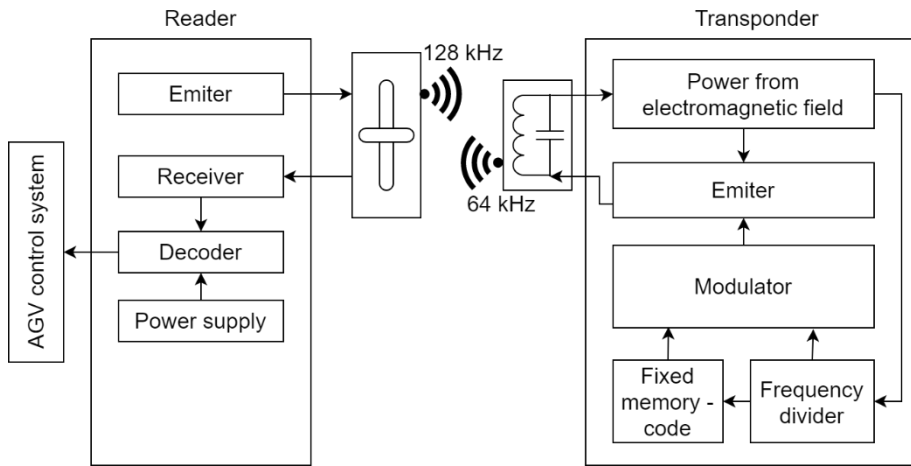 Reader
Transponder
128 kHz
Emiter
Power from
electromagnetic field
AGV control system
Receiver
64 kHz
Emiter
Decoder
Modulator
Power supply
Fixed
memory -
code
Frequency
divider